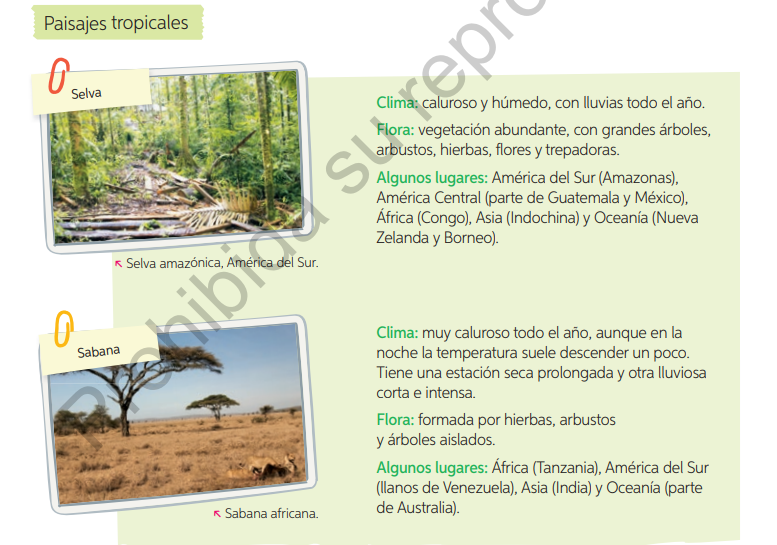 Paisajes tropicales
Selva
Clima: caluroso y húmedo, con lluvias todo el año.
Flora: vegetación abundante, con grandes árboles,
arbustos, hierbas, flores y trepadoras.
Algunos lugares: América del Sur (Amazonas),
América Central (parte de Guatemala y México),
África (Congo), Asia (Indochina) y Oceanía (Nueva
Zelanda y Borneo).
Selva amazónica, América del Sur.
Sabana
Clima: muy caluroso todo el año, aunque en la
noche la temperatura suele descender un poco.
Tiene una estación seca prolongada y otra lluviosa
corta e intensa.
Flora: formada por hierbas, arbustos
y árboles aislados.
Algunos lugares: África (Tanzania), América del Sur
(llanos de Venezuela), Asia (India) y Oceanía (parte
de Australia).
Sabana africana.
Prohibida su repro